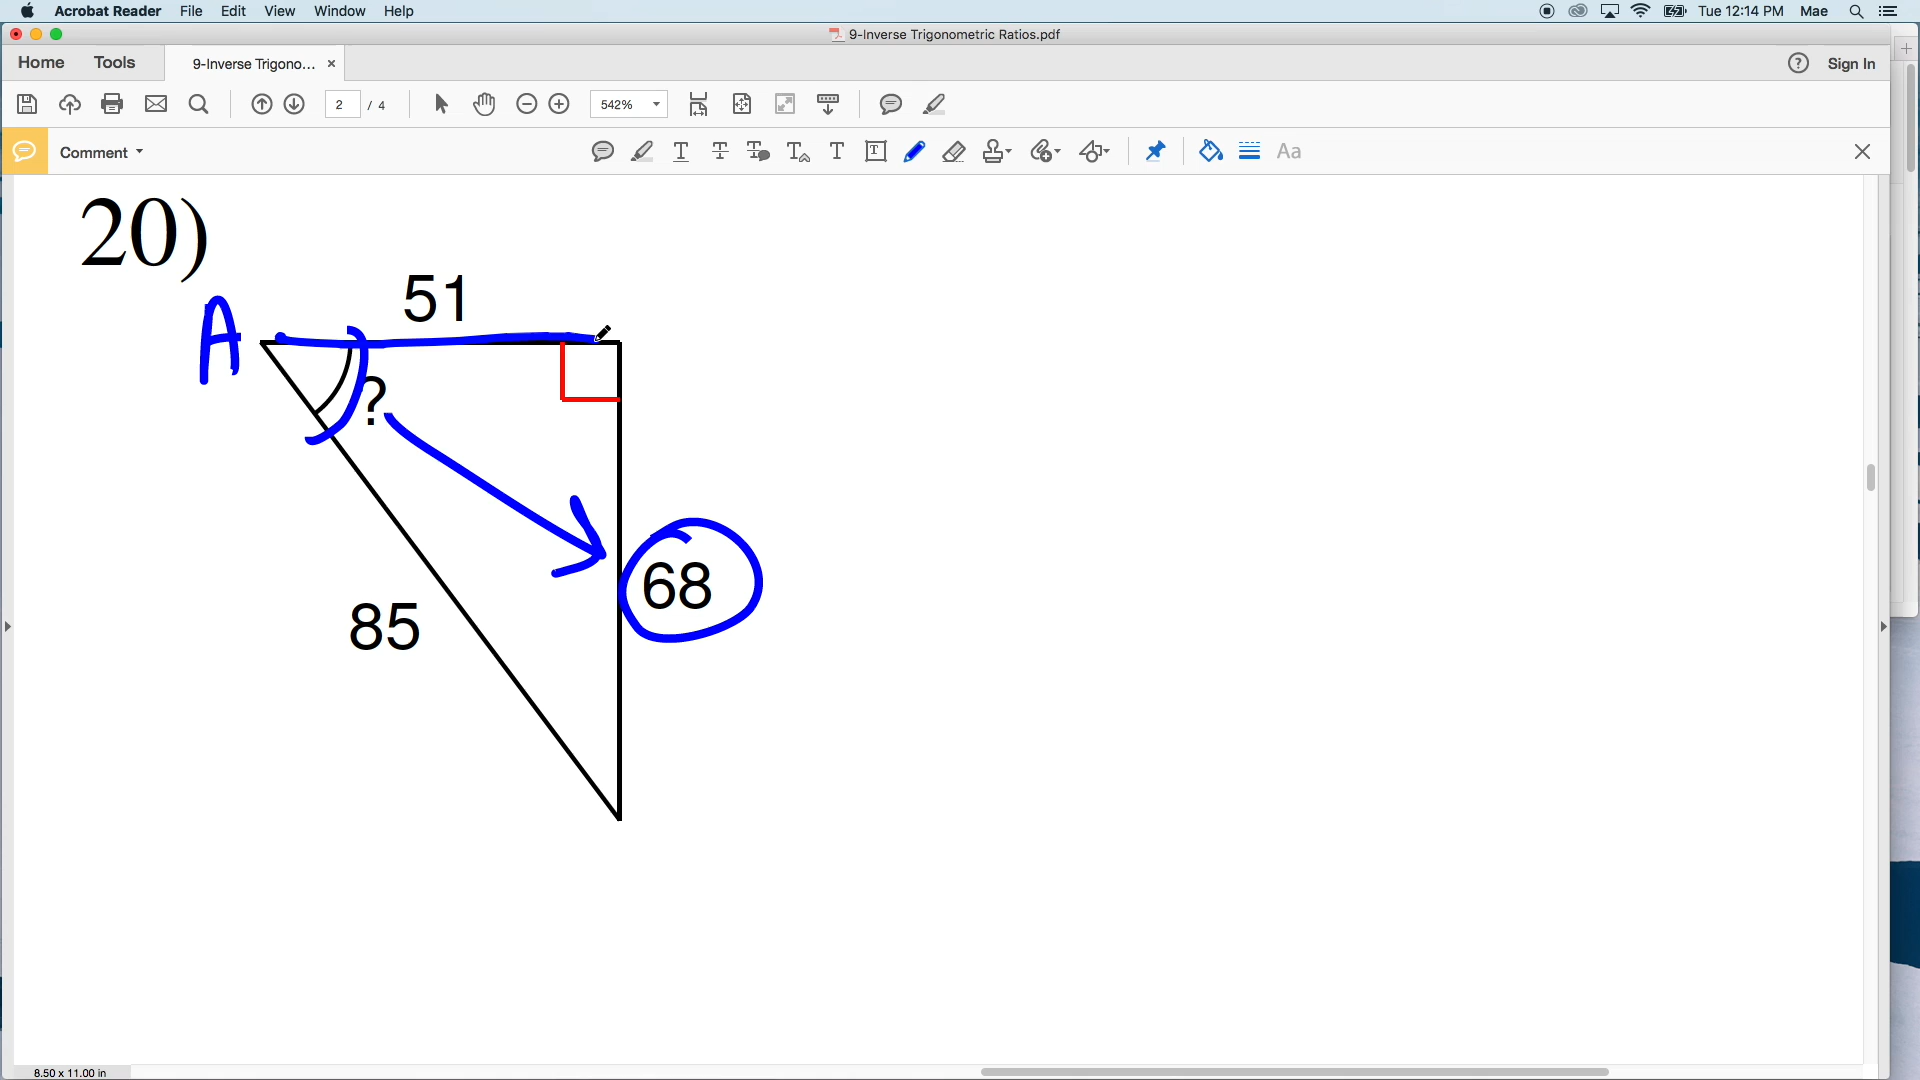 Acrobat Reader File Edit View Window Help Tue 12:14 PM Mae
9-Inverse Trigonometric Ratios.pdf
Home Tools 9-Inverse Trigono... × ? Sign In
2 / 4 542%
Comment T T T T T T Aa
20)
51
A
?
68
85
8.50 x 11.00 in